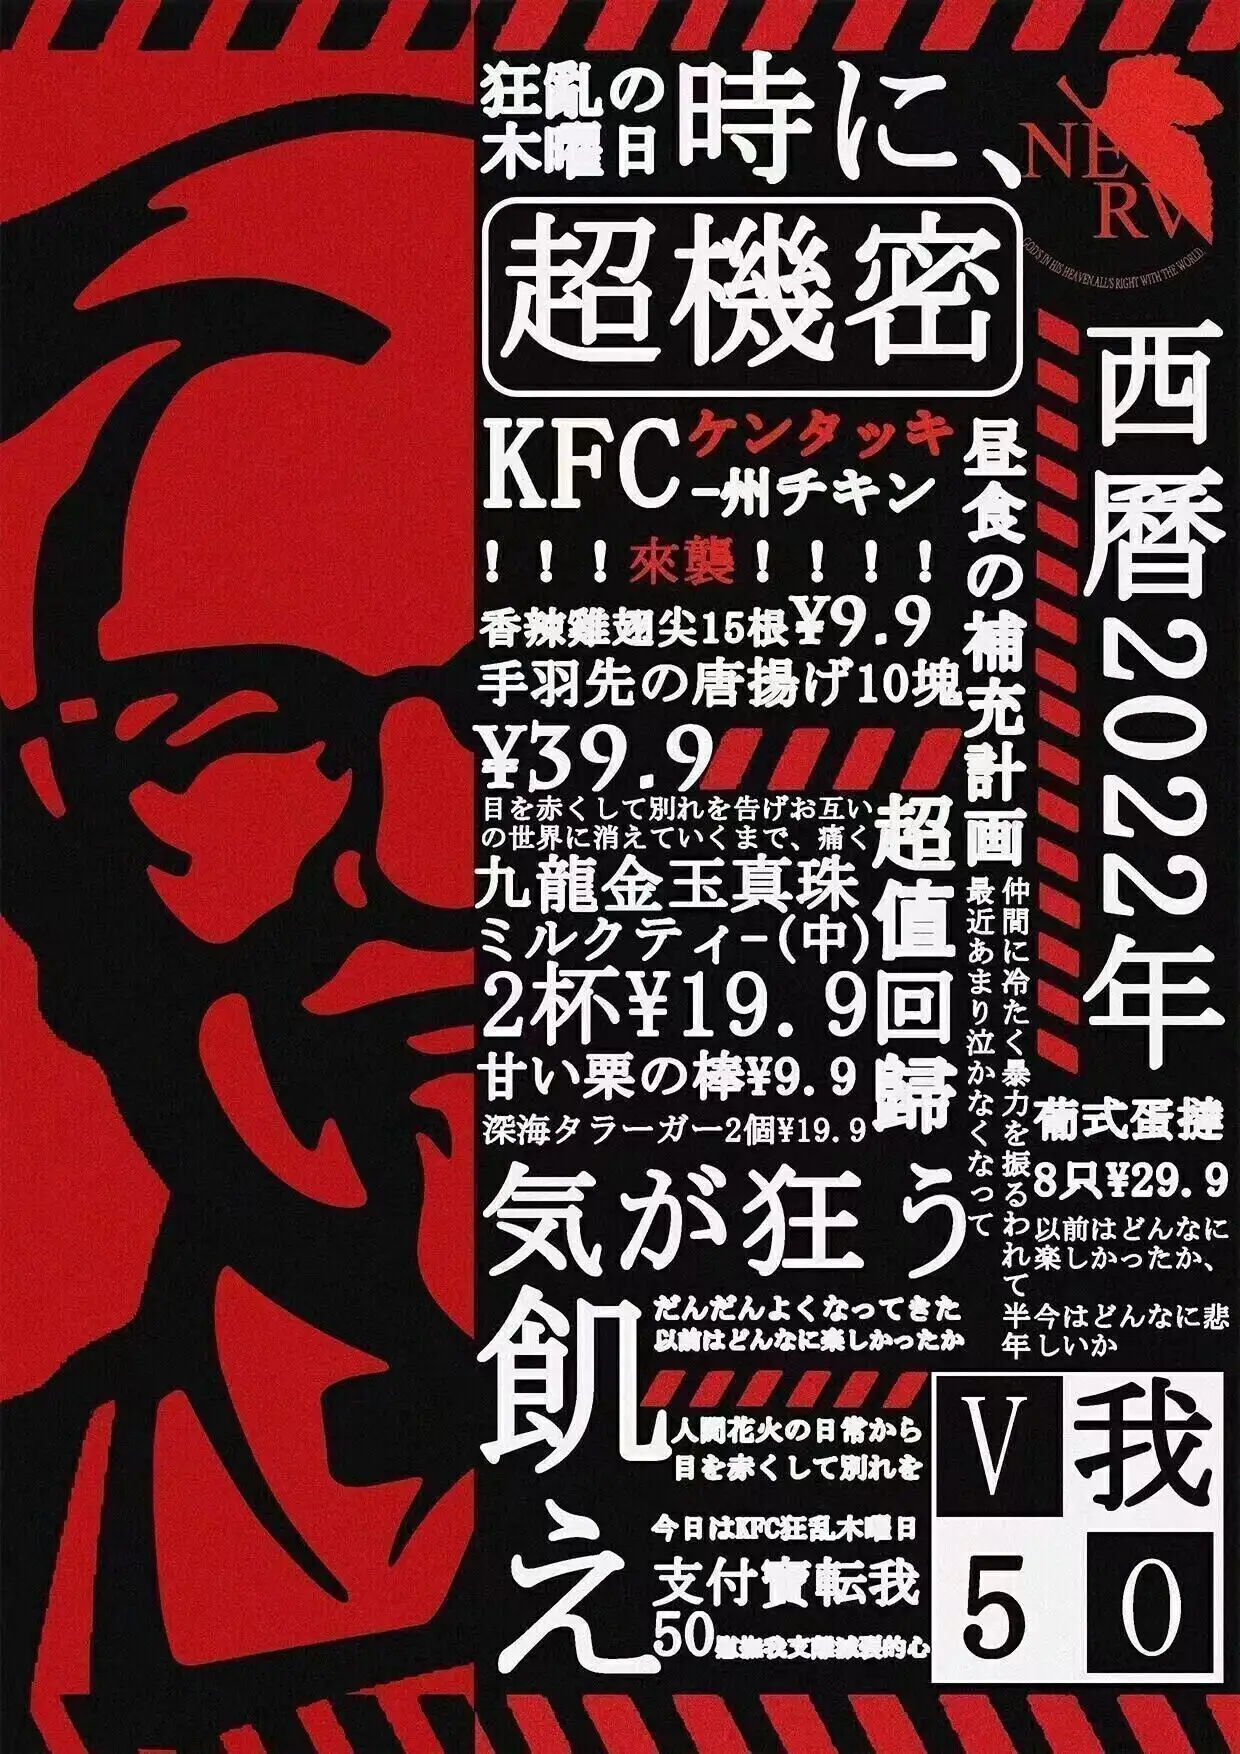 狂亂の
木曜日
時に、
NERV
GOD'S IN HIS HEAVEN. ALL'S RIGHT WITH THE WORLD.
超機密
西暦2022年
KFC
ケンタッキ
-州チキン
!!!來襲!!!!
昼食の補充計画
香辣雞翅尖15根¥9.9
手羽先の唐揚げ10塊
¥39.9
目を赤くして別れを告げお互い
の世界に消えていくまで、痛く
超值回歸
九龍金玉真珠
ミルクティ-(中)
2杯¥19.9
甘い栗の棒¥9.9
深海タラーガー2個¥19.9
仲間に冷たく暴力を振るわれて半年
最近あまり泣かなくなって
葡式蛋撻
8只¥29.9
以前はどんなに
楽しかったか、
今はどんなに悲
しいか
気が狂う
飢え
だんだんよくなってきた
以前はどんなに楽しかったか
人間花火の日常から
目を赤くして別れを
今日はKFC狂乱木曜日
支付寶転我
50
的心
V我
50